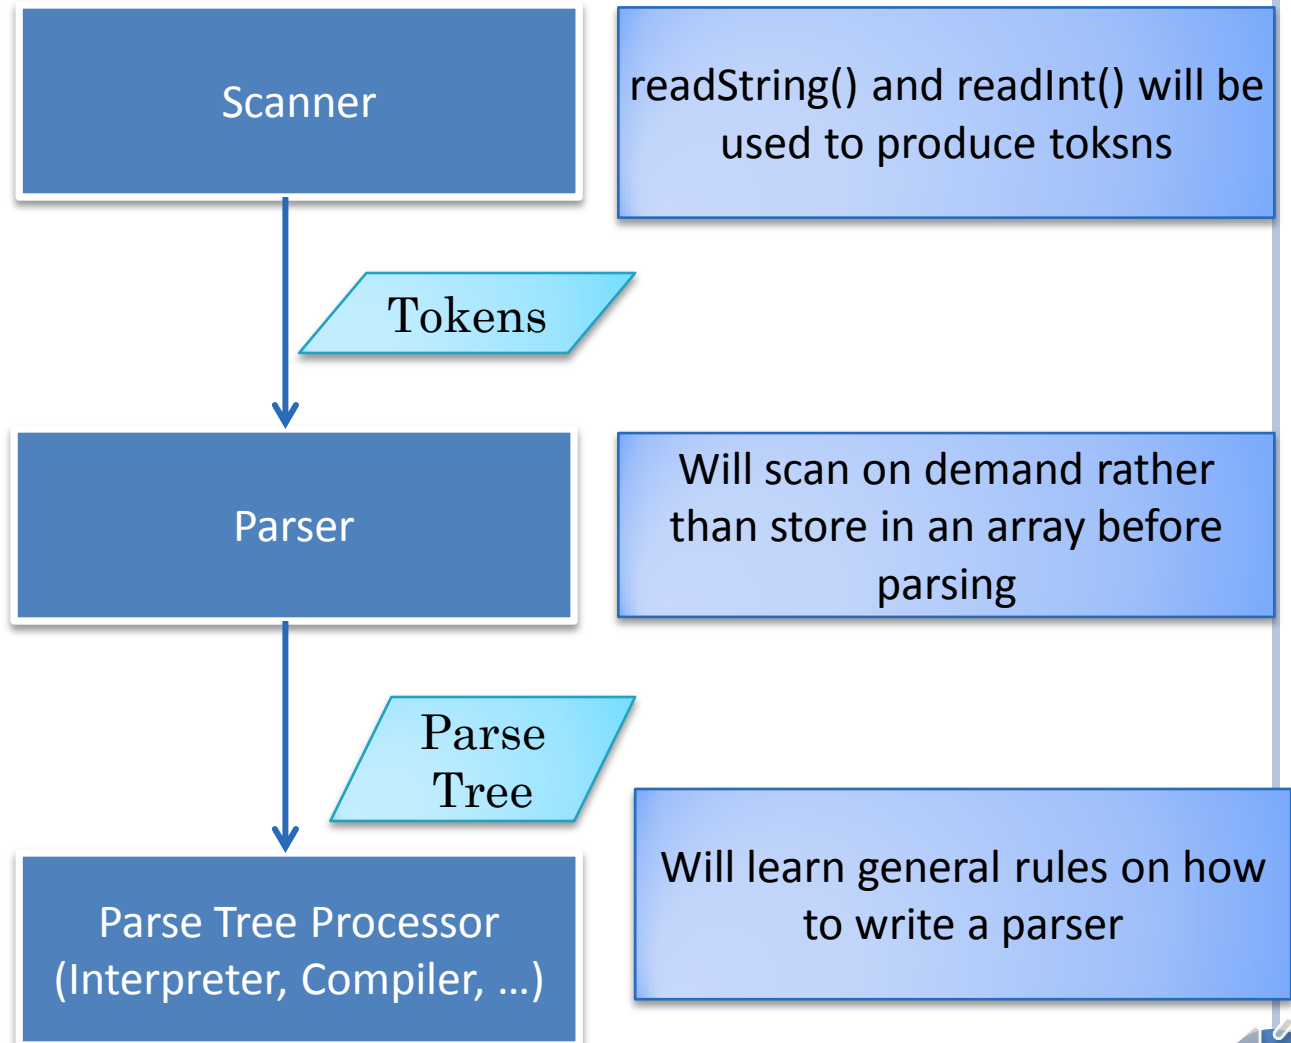 Scanner
readString() and readInt() will be
used to produce toksns
Tokens
Parser
Will scan on demand rather
than store in an array before
parsing
Parse
Tree
Will learn general rules on how
to write a parser
Parse Tree Processor
(Interpreter, Compiler, …)